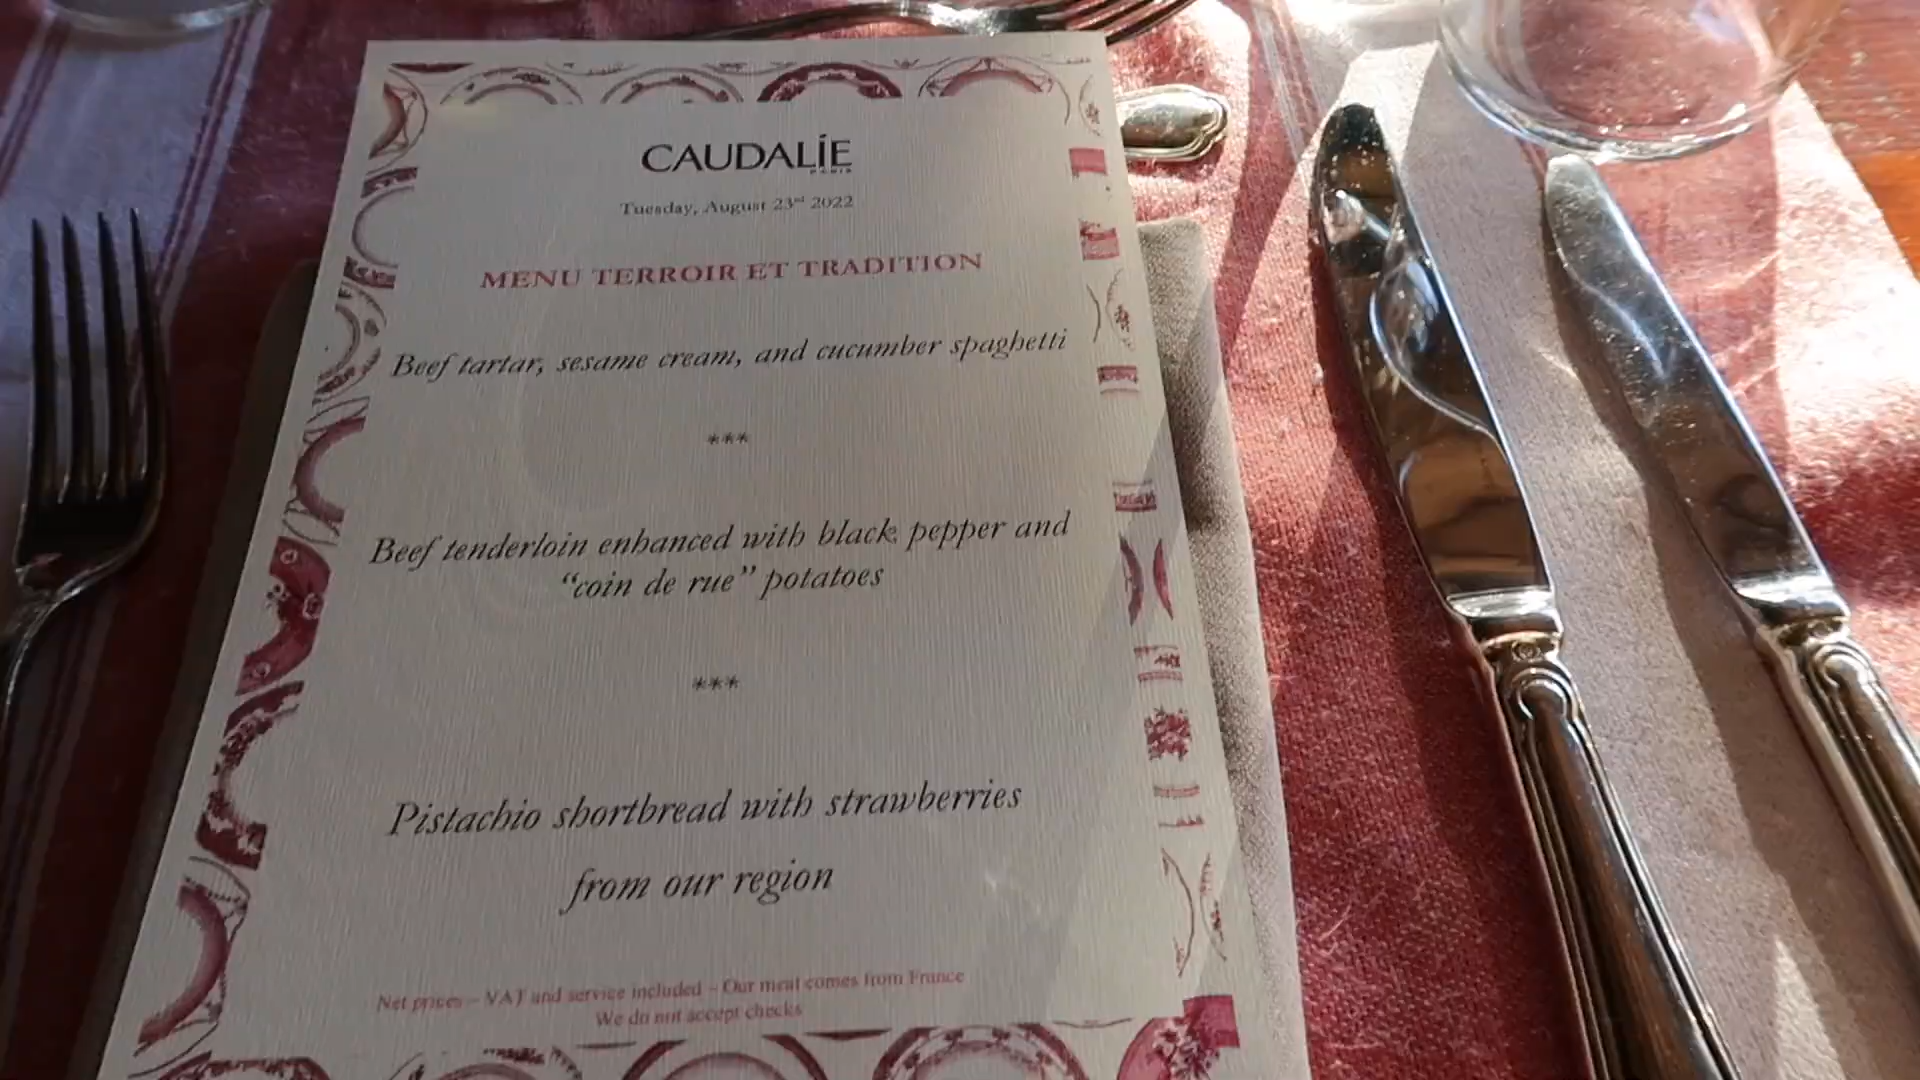 CAUDALÍE
PARIS
Tuesday, August 23rd 2022
MENU TERROIR ET TRADITION
Beef tartar, sesame cream, and cucumber spaghetti
***
Beef tenderloin enhanced with black pepper and
“coin de rue” potatoes
***
Pistachio shortbread with strawberries
from our region
Net prices – VAT and service included – Our meat comes from France
We do not accept checks